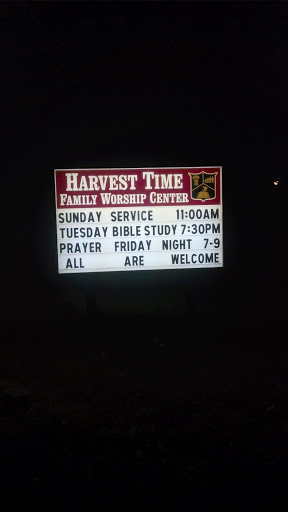 HARVEST TIME
FAMILY WORSHIP CENTER
SUNDAY SERVICE 11:00AM
TUESDAY BIBLE STUDY 7:30PM
PRAYER FRIDAY NIGHT 7-9
ALL ARE WELCOME